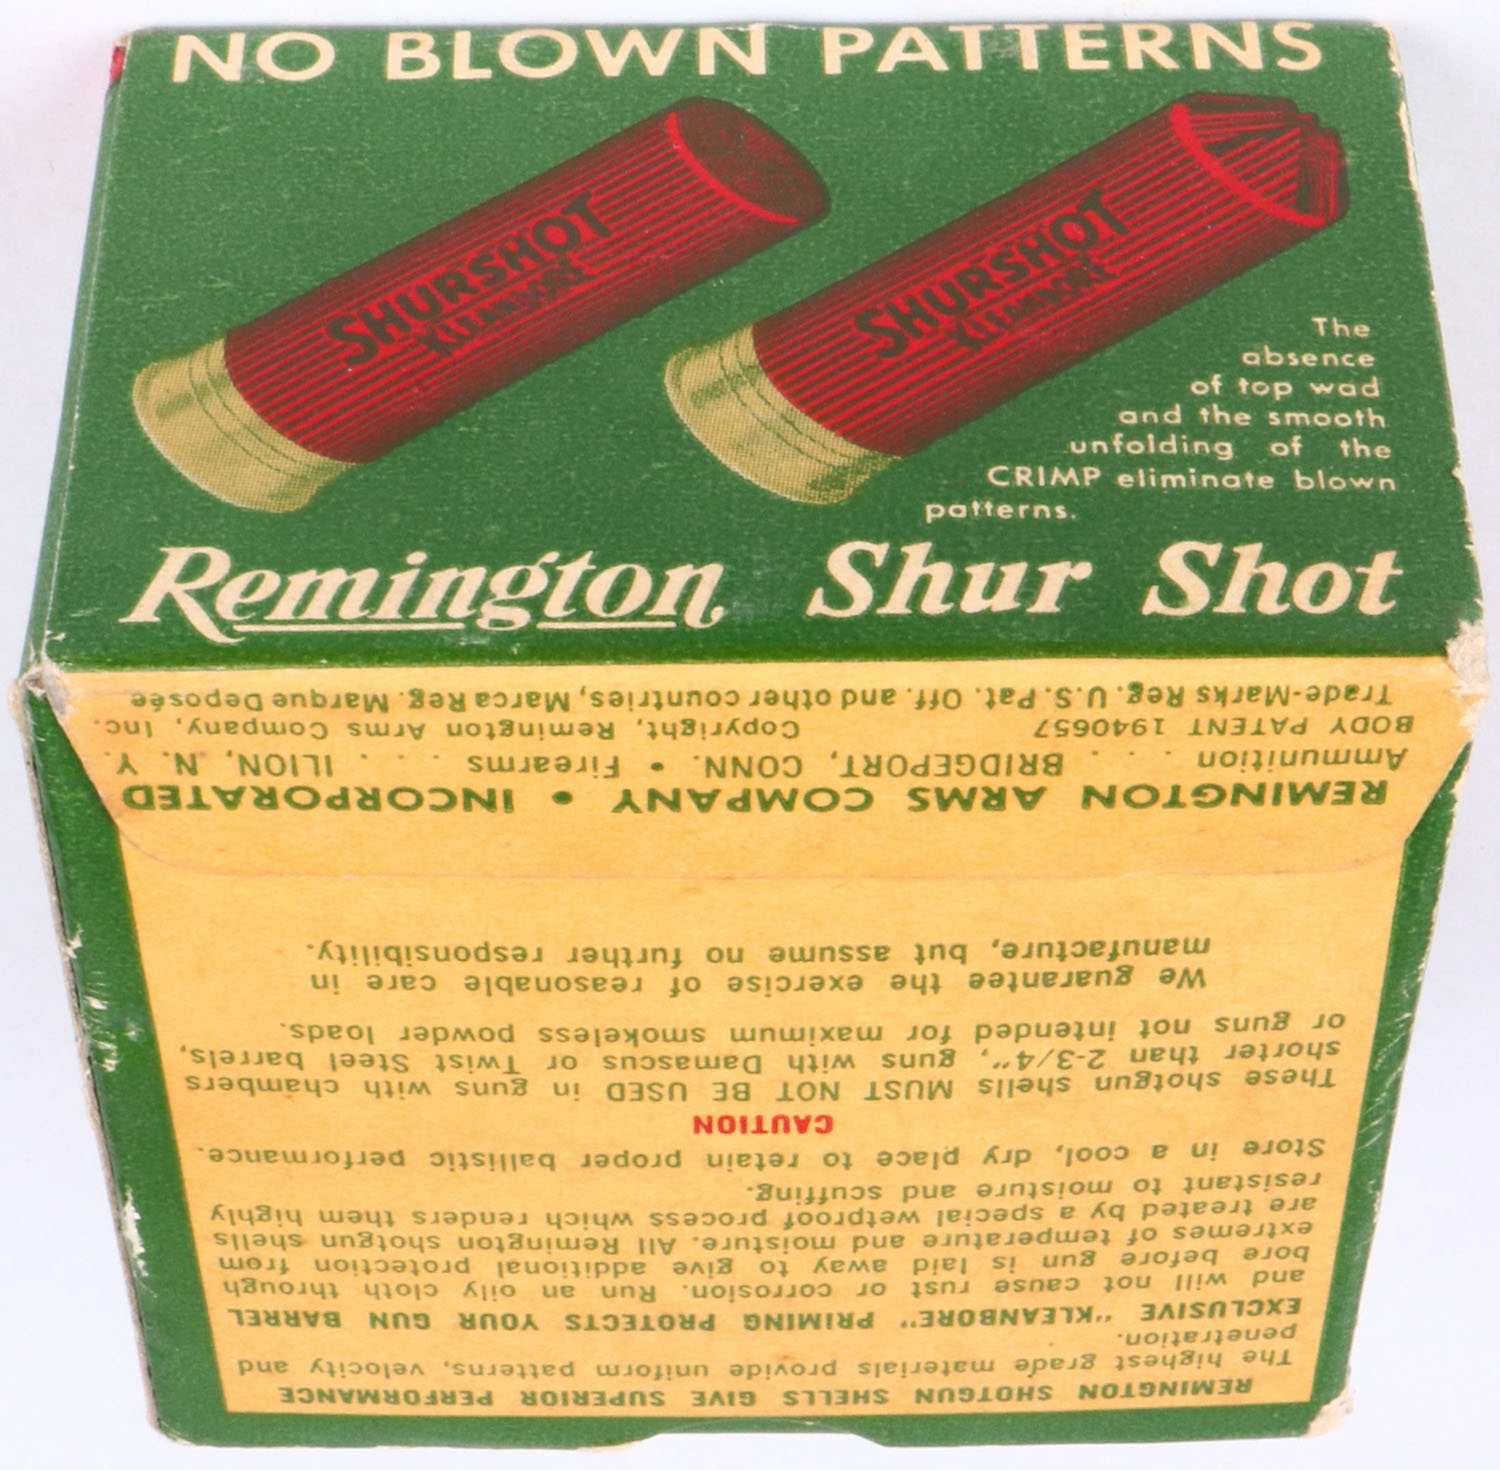 NO BLOWN PATTERNS
SHURSHOT
KLEANBORE
SHURSHOT
KLEANBORE
The
absence
of top wad
and the smooth
unfolding of the
CRIMP eliminate blown
patterns.
Remington Shur Shot
REMINGTON SHOTGUN SHELLS GIVE SUPERIOR PERFORMANCE
The highest grade materials provide uniform patterns, velocity and
penetration.
EXCLUSIVE "KLEANBORE" PRIMING PROTECTS YOUR GUN BARREL
and will not cause rust or corrosion. Run an oily cloth through
bore before gun is laid away to give additional protection from
extremes of temperature and moisture. All Remington shotgun shells
are treated by a special wetproof process which renders them highly
resistant to moisture and scuffing.
Store in a cool, dry place to retain proper ballistic performance.
CAUTION
These shotgun shells MUST NOT BE USED in guns with chambers
shorter than 2-3/4", guns with Damascus or Twist Steel barrels,
or guns not intended for maximum smokeless powder loads.
We guarantee the exercise of reasonable care in
manufacture, but assume no further responsibility.
REMINGTON ARMS COMPANY • INCORPORATED
Ammunition . . . BRIDGEPORT, CONN. • Firearms . . . ILION, N. Y.
BODY PATENT 1940657 Copyright, Remington Arms Company, Inc.
Trade-Marks Reg. U.S. Pat. Off. and other countries, Marca Reg. Marque Deposée